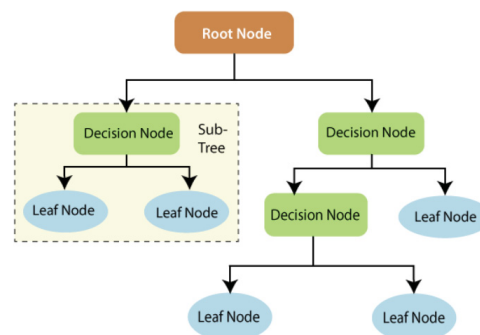 Root Node
Decision Node
Sub-
Tree
Decision Node
Leaf Node
Leaf Node
Decision Node
Leaf Node
Leaf Node
Leaf Node